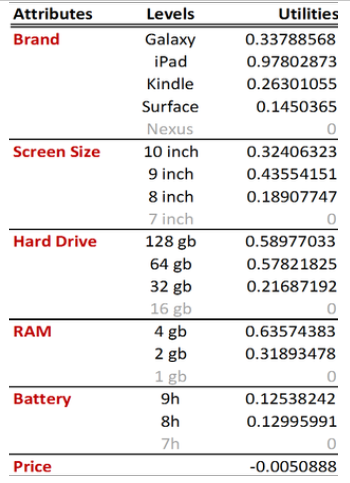 Attributes Levels Utilities
Brand Galaxy 0.33788568
iPad 0.97802873
Kindle 0.26301055
Surface 0.1450365
Nexus 0
Screen Size 10 inch 0.32406323
9 inch 0.43554151
8 inch 0.18907747
7 inch 0
Hard Drive 128 gb 0.58977033
64 gb 0.57821825
32 gb 0.21687192
16 gb 0
RAM 4 gb 0.63574383
2 gb 0.31893478
1 gb 0
Battery 9h 0.12538242
8h 0.12995991
7h 0
Price -0.0050888